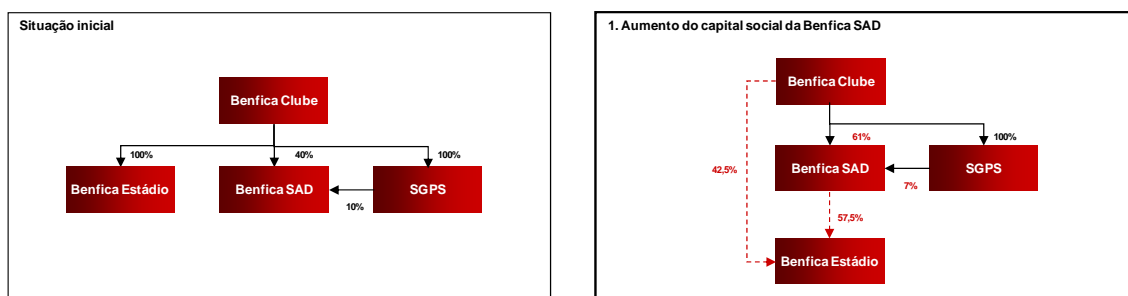 Situação inicial
Benfica Clube
100%
40%
100%
Benfica Estádio
Benfica SAD
SGPS
10%
1. Aumento do capital social da Benfica SAD
Benfica Clube
61%
100%
42,5%
Benfica SAD
SGPS
7%
57,5%
Benfica Estádio